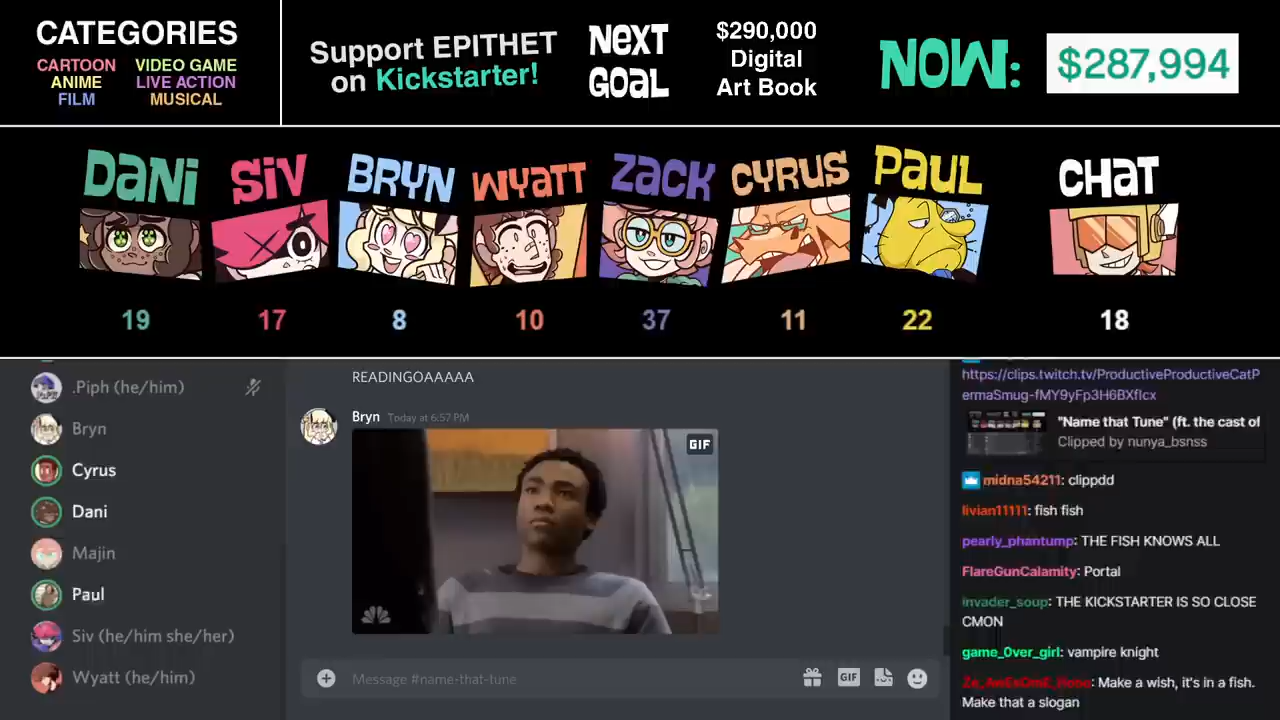 CATEGORIES
CARTOON
ANIME
FILM
VIDEO GAME
LIVE ACTION
MUSICAL
Support EPITHET
on Kickstarter!
NEXT
GOAL
$290,000
Digital
Art Book
NOW:
$287,994
DANI
SIV
BRYN
WYATT
ZACK
CYRUS
PAUL
CHAT
19
17
8
10
37
11
22
18
.Piph (he/him)
Bryn
Cyrus
Dani
Majin
Paul
Siv (he/him she/her)
Wyatt (he/him)
READINGOAAAAA
Bryn Today at 6:57 PM
GIF
Message #name-that-tune
GIF
https://clips.twitch.tv/ProductiveProductiveCatP
ermaSmug-fMY9yFp3H6BXflcx
"Name that Tune" (ft. the cast of
Clipped by nunya_bsnss
midna54211: clippdd
livian11111: fish fish
pearly_phantump: THE FISH KNOWS ALL
FlareGunCalamity: Portal
invader_soup: THE KICKSTARTER IS SO CLOSE
CMON
game_0ver_girl: vampire knight
Make a wish, it's in a fish.
Make that a slogan